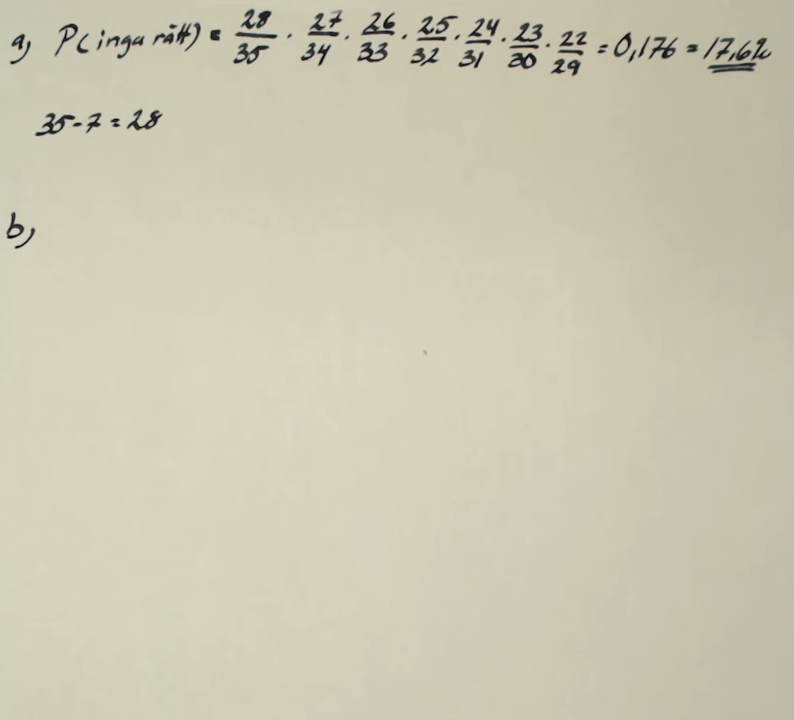 a) P(inga rätt) = 28/35 · 27/34 · 26/33 · 25/32 · 24/31 · 23/30 · 22/29 = 0,176 = 17,6%
35-7=28
b)